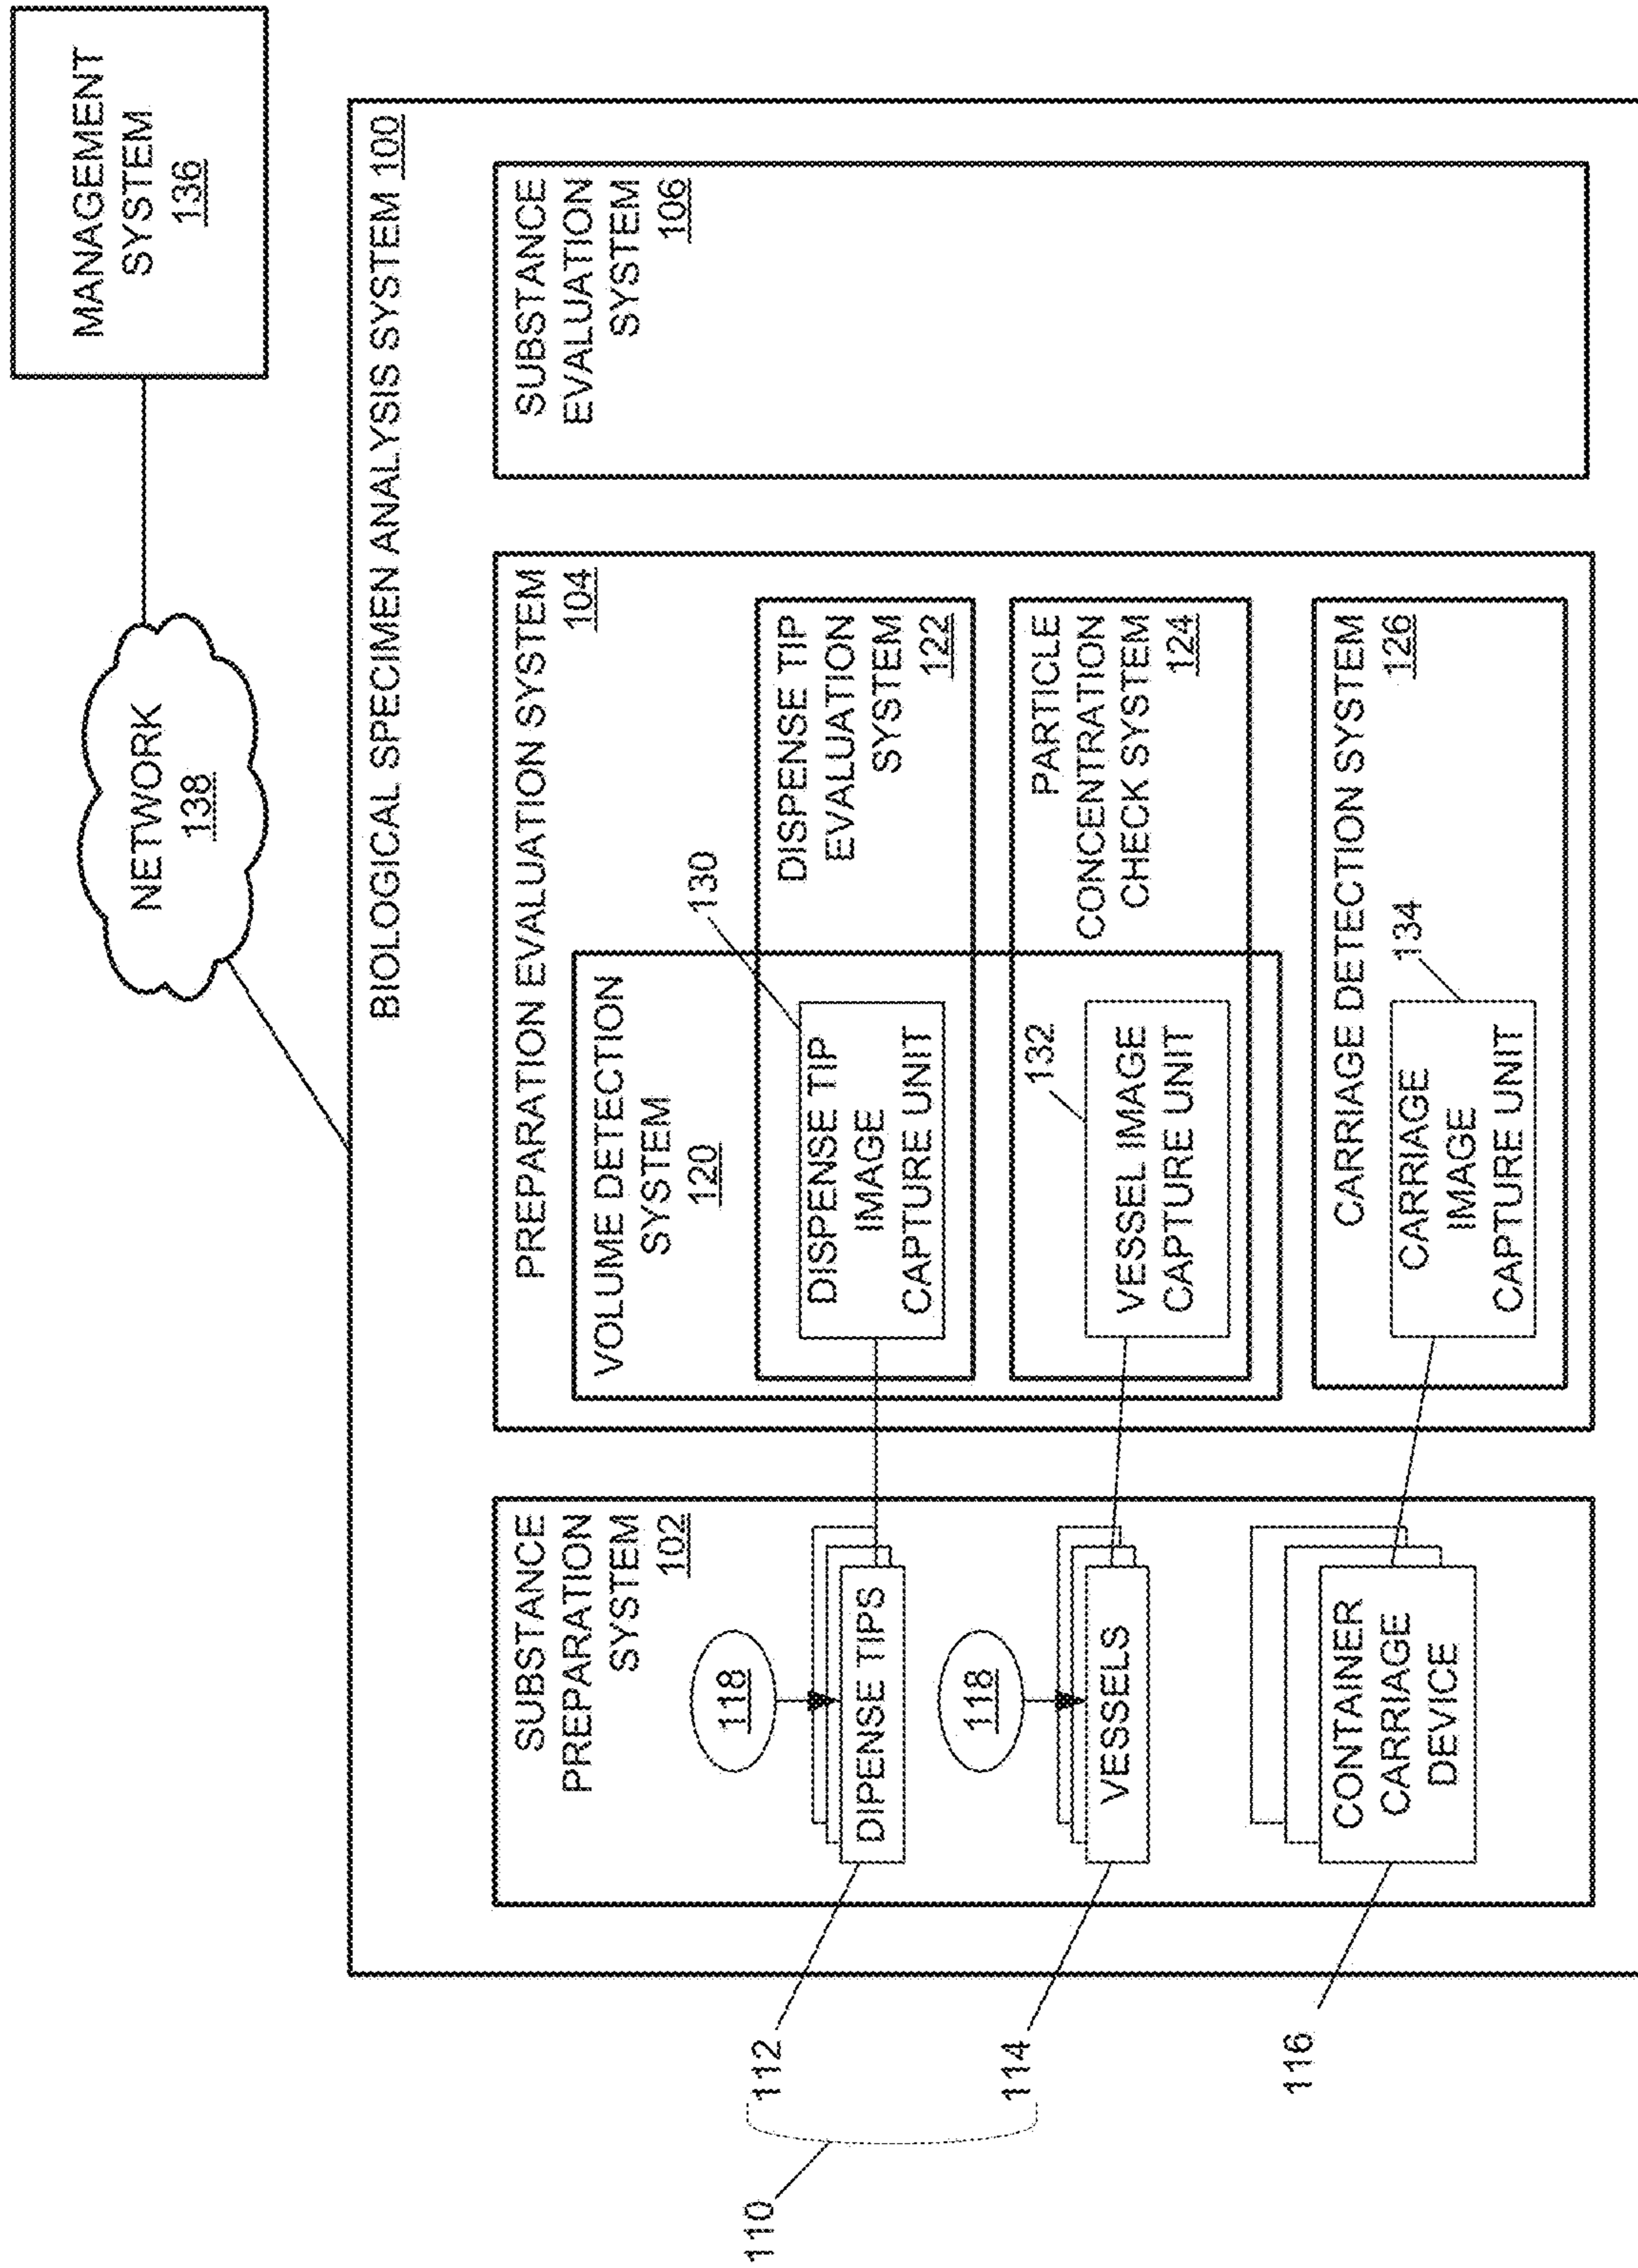 MANAGEMENT
SYSTEM
136
NETWORK
138
BIOLOGICAL SPECIMEN ANALYSIS SYSTEM 100
SUBSTANCE
PREPARATION
SYSTEM
102
118
DIPENSE TIPS
118
VESSELS
CONTAINER
CARRIAGE
DEVICE
110
112
114
116
PREPARATION EVALUATION SYSTEM
104
VOLUME DETECTION
SYSTEM
120
130
DISPENSE TIP
EVALUATION
SYSTEM
122
DISPENSE TIP
IMAGE
CAPTURE UNIT
132
PARTICLE
CONCENTRATION
CHECK SYSTEM
124
VESSEL IMAGE
CAPTURE UNIT
CARRIAGE DETECTION SYSTEM
126
134
CARRIAGE
IMAGE
CAPTURE UNIT
SUBSTANCE
EVALUATION
SYSTEM
106